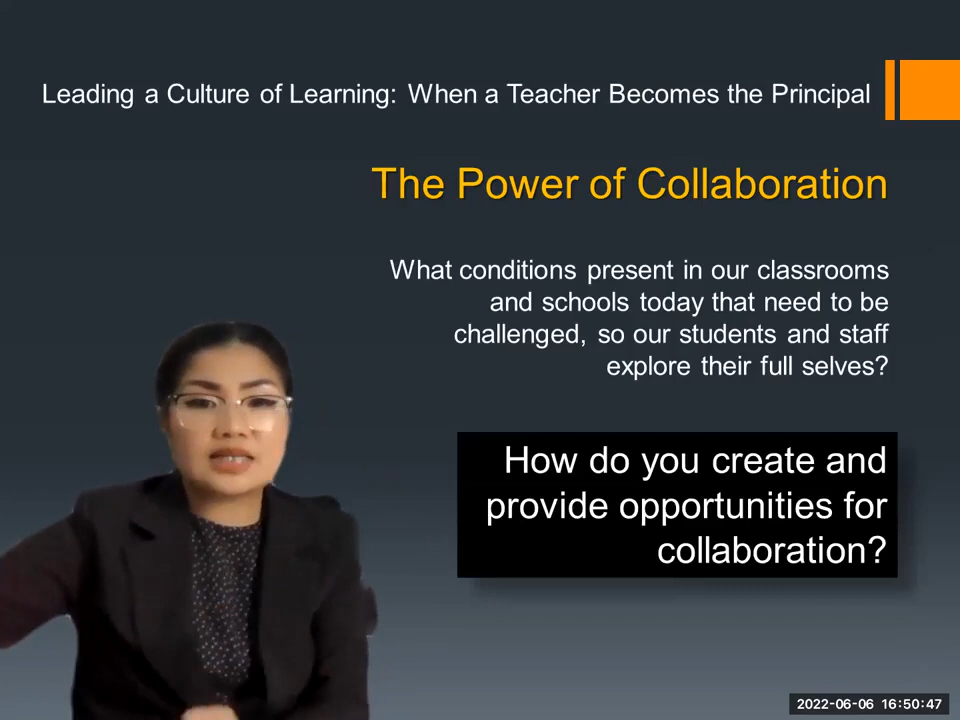 Leading a Culture of Learning: When a Teacher Becomes the Principal
The Power of Collaboration
What conditions present in our classrooms
and schools today that need to be
challenged, so our students and staff
explore their full selves?
How do you create and
provide opportunities for
collaboration?
2022-06-06 16:50:47